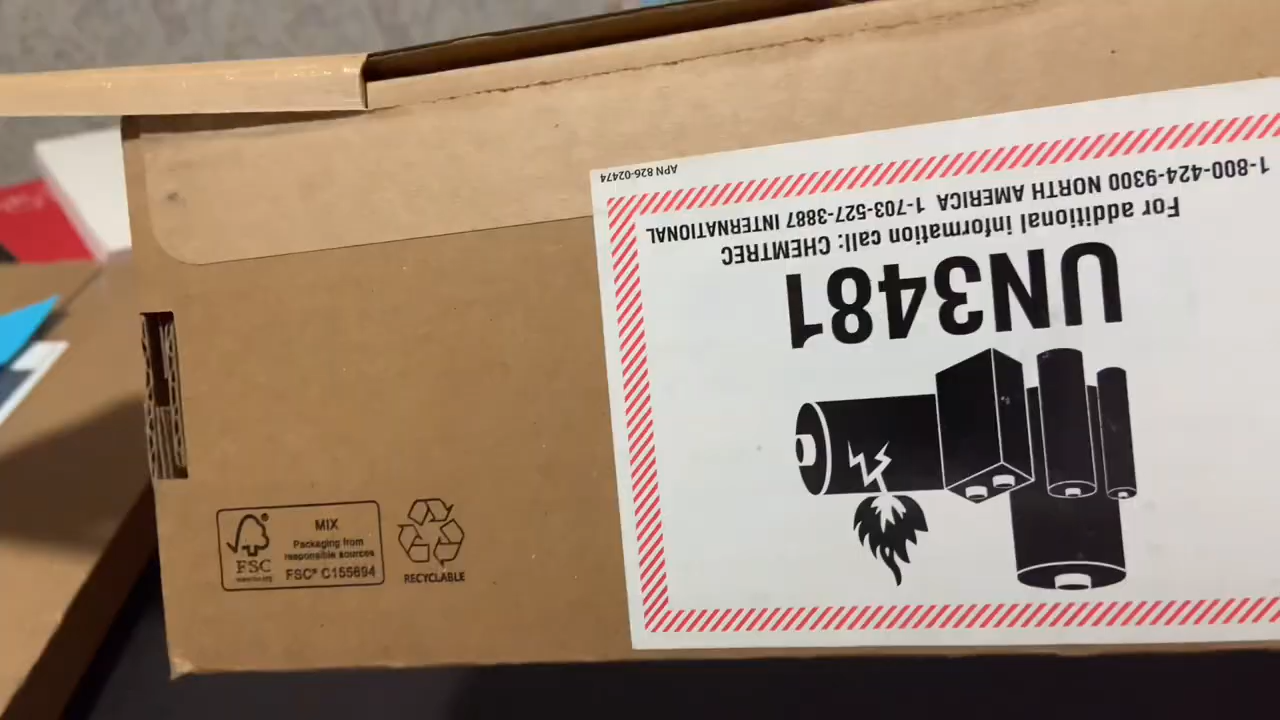 UN3481
For additional information call: CHEMTREC
1-800-424-9300 NORTH AMERICA 1-703-527-3887 INTERNATIONAL
APN 826-02474
FSC
MIX
Packaging from
responsible sources
FSC® C155694
RECYCLABLE